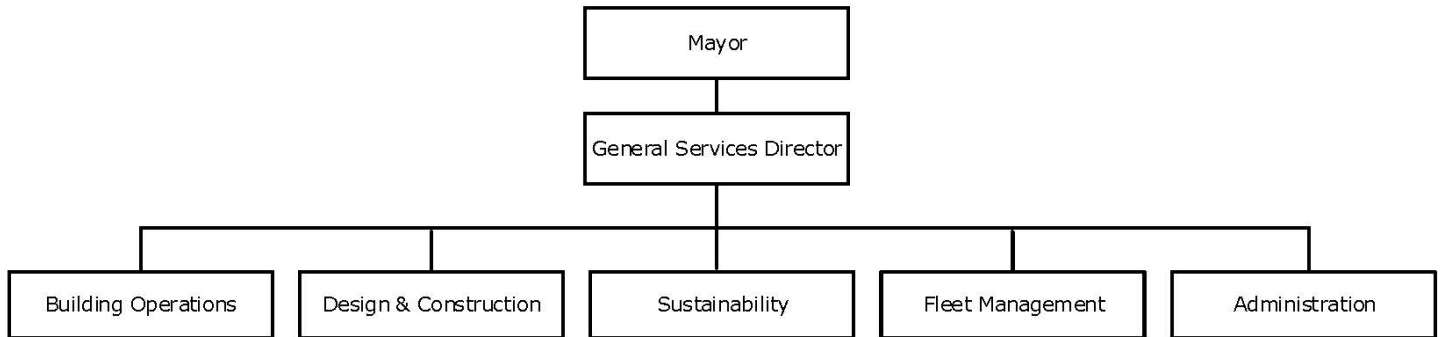 Mayor
General Services Director
Building Operations
Design & Construction
Sustainability
Fleet Management
Administration